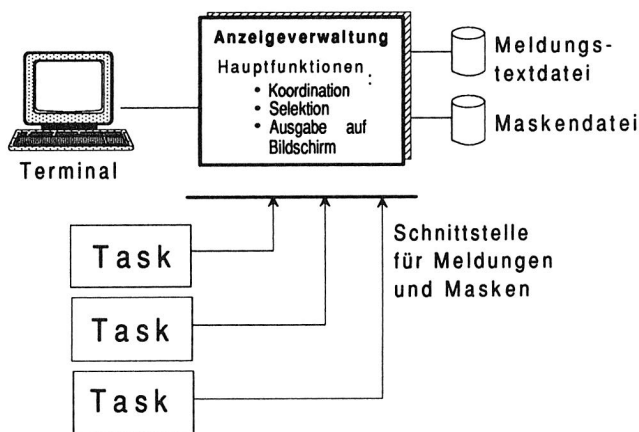 Anzeigeverwaltung
Hauptfunktionen :
• Koordination
• Selektion
• Ausgabe auf
Bildschirm
Meldungs-
textdatei
Maskendatei
Terminal
Task
Task
Task
Schnittstelle
für Meldungen
und Masken